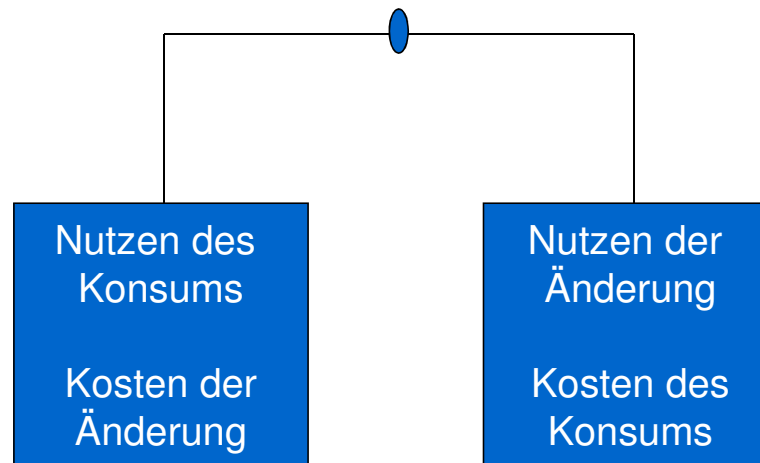 Nutzen des
Konsums
Kosten der
Änderung
Nutzen der
Änderung
Kosten des
Konsums